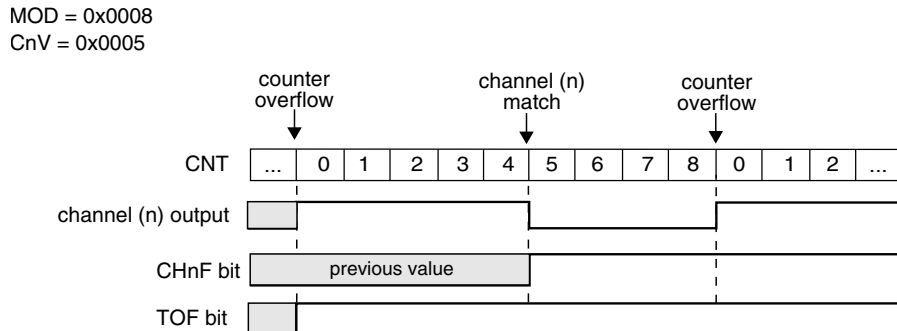 MOD = 0x0008
CnV = 0x0005
counter overflow
channel (n) match
counter overflow
CNT ... 0 1 2 3 4 5 6 7 8 0 1 2 ...
channel (n) output
CHnF bit previous value
TOF bit